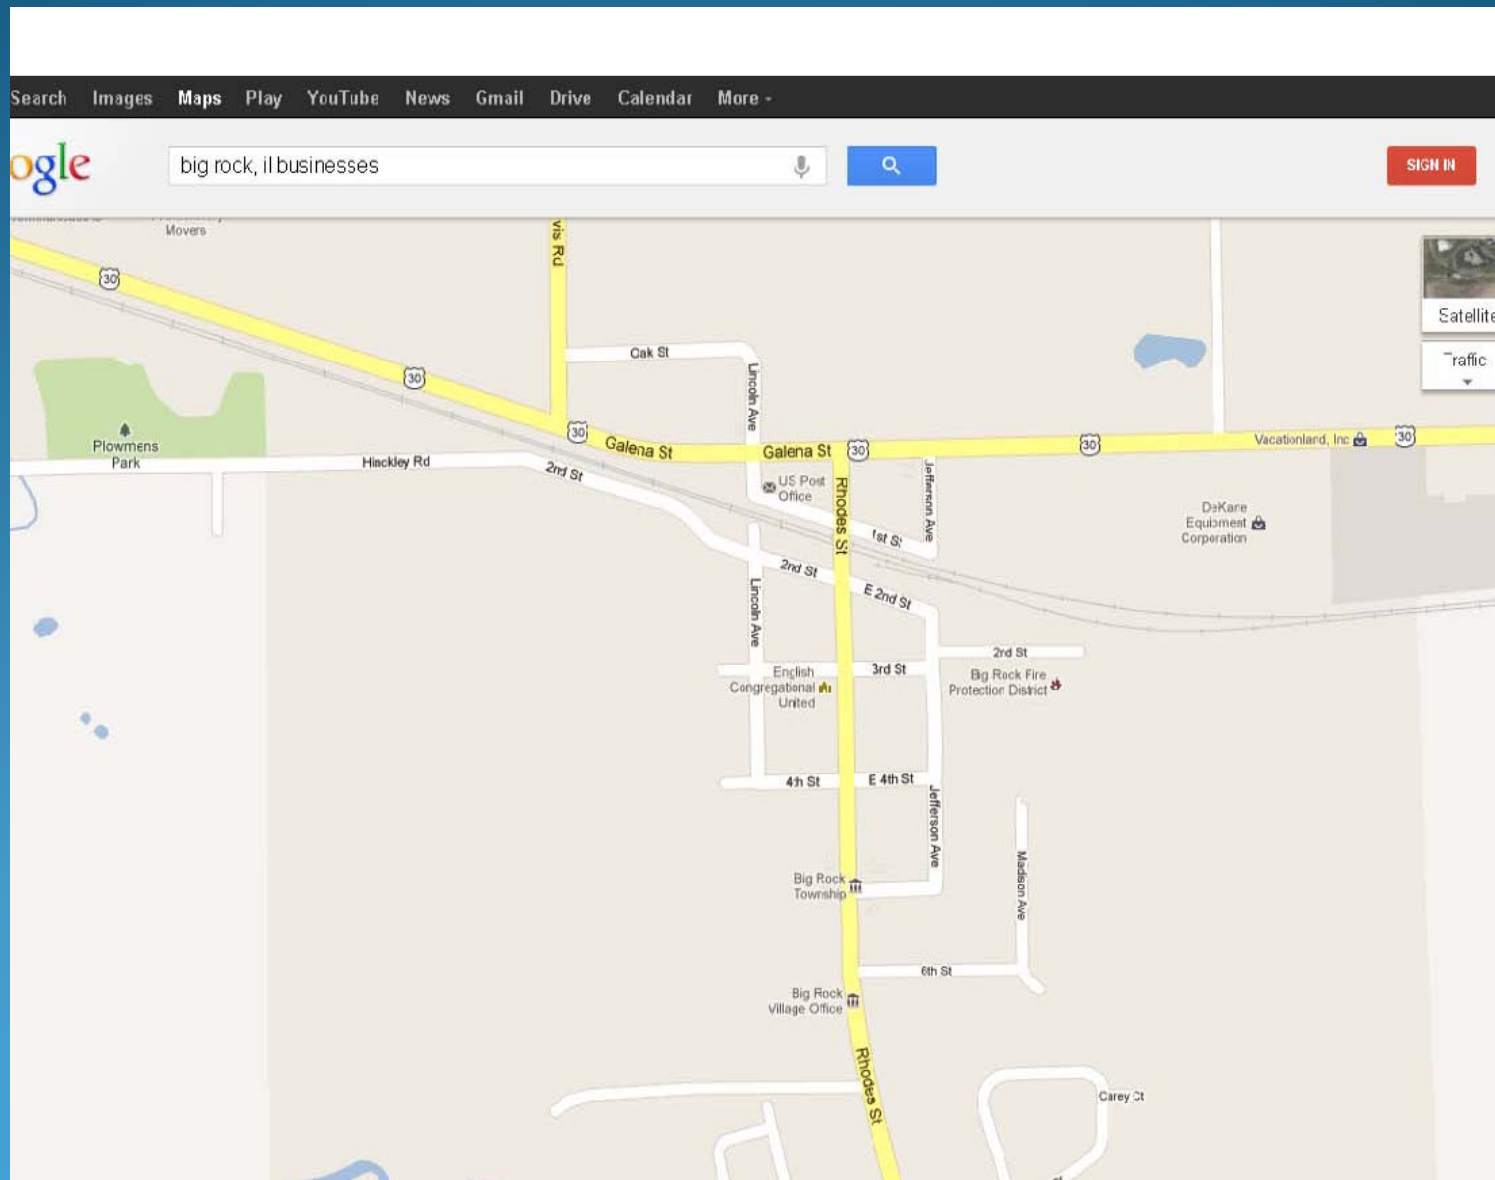 Search Images Maps Play YouTube News Gmail Drive Calendar More
ogle
big rock, il businesses
SIGN IN
Movers
vis Rd
30
Satellite
Traffic
Oak St
30
Lincoln Ave
Plowmens
Park
Hinckley Rd
30
Galena St
Galena St
30
30
Vacationland, Inc
30
2nd St
US Post
Office
Rhodes St
Jefferson Ave
1st St
DeKane
Equipment
Corporation
2nd St
E 2nd St
Lincoln Ave
2rd St
English
Congregational
United
3rd St
Big Rock Fire
Protection District
4th St
E 4th St
Jefferson Ave
Madison Ave
Big Rock
Township
6th St
Big Rock
Village Office
Rhodes St
Carey Ct